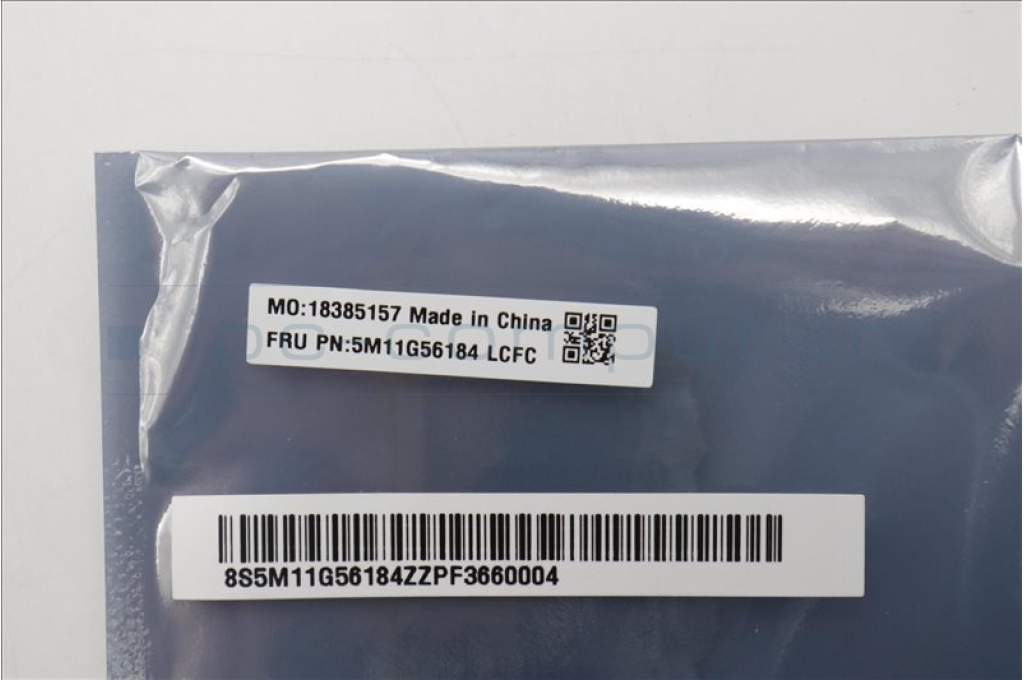 MO:18385157 Made in China
FRU PN:5M11G56184 LCFC
8S5M11G56184ZZPF3660004